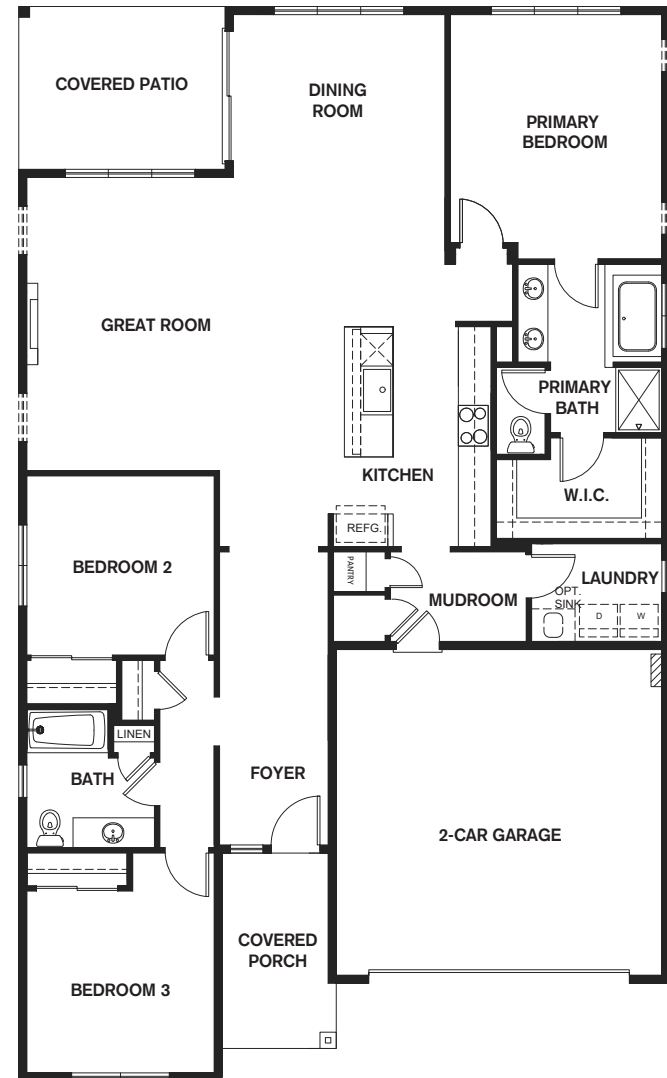 COVERED PATIO
DINING
ROOM
PRIMARY
BEDROOM
GREAT ROOM
PRIMARY
BATH
KITCHEN
W.I.C.
REFG.
BEDROOM 2
PANTRY
MUDROOM
LAUNDRY
OPT.
SINK
D
W
LINEN
BATH
FOYER
2-CAR GARAGE
COVERED
PORCH
BEDROOM 3